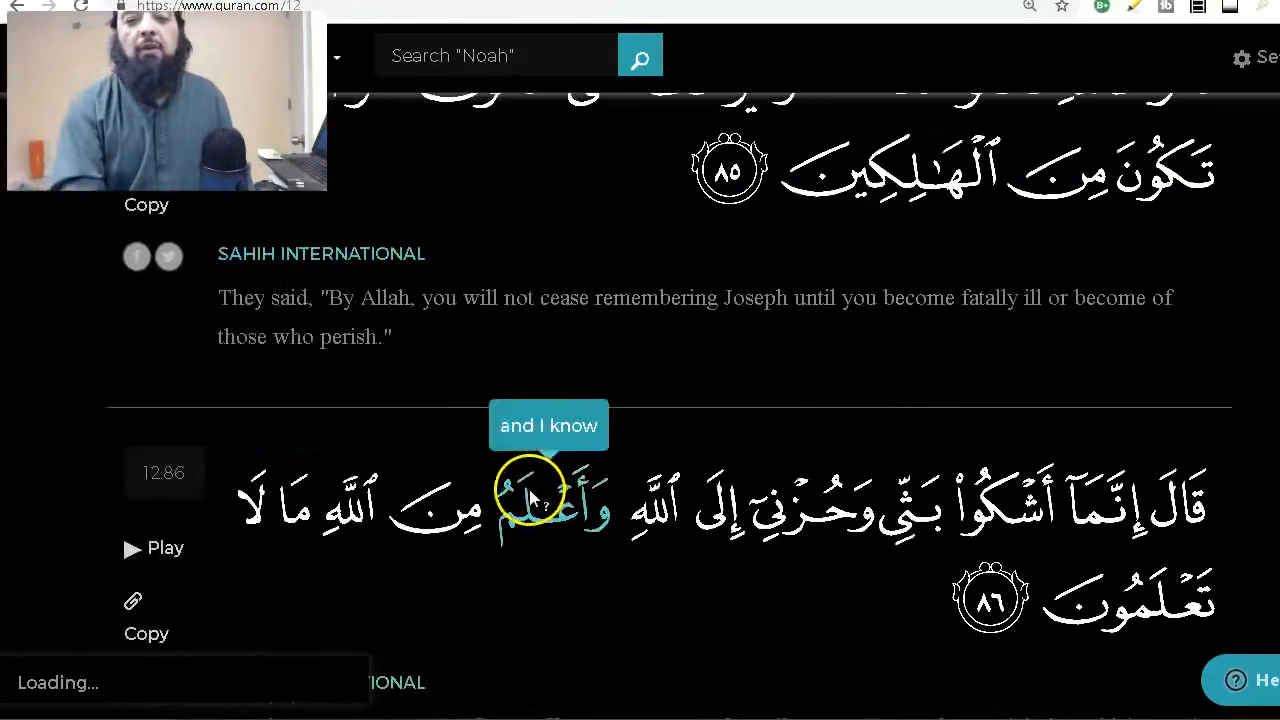 https://www.quran.com/12
Search "Noah"
تَكُونَ مِنَ ٱلْهَـٰلِكِينَ ٨٥
Copy
SAHIH INTERNATIONAL
They said, "By Allah, you will not cease remembering Joseph until you become fatally ill or become of
those who perish."
and I know
12:86
قَالَ إِنَّمَآ أَشْكُوا۟ بَثِّى وَحُزْنِىٓ إِلَى ٱللَّهِ وَأَعْلَمُ مِنَ ٱللَّهِ مَا لَا
تَعْلَمُونَ ٨٦
Play
Copy
Loading...
IONAL
He